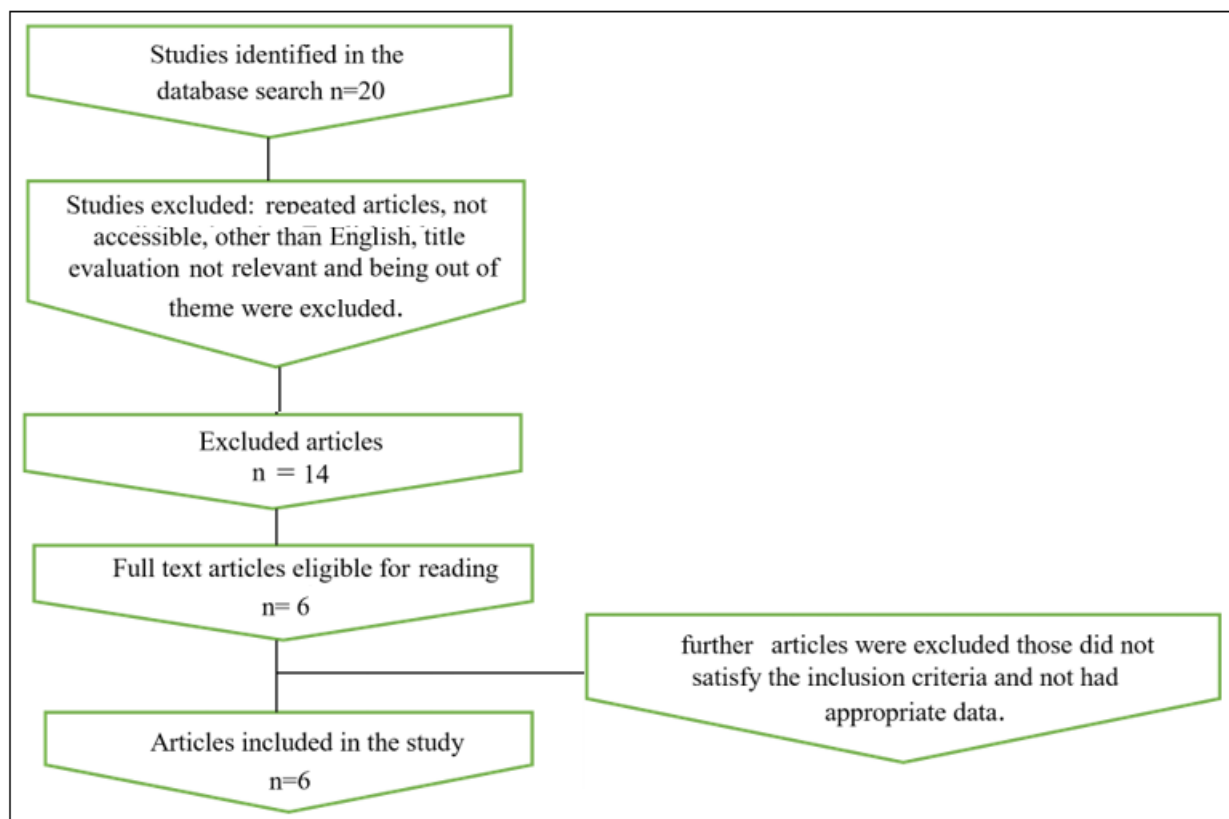 Studies identified in the
database search n=20
Studies excluded: repeated articles, not
accessible, other than English, title
evaluation not relevant and being out of
theme were excluded.
Excluded articles
n = 14
Full text articles eligible for reading
n= 6
further articles were excluded those did not
satisfy the inclusion criteria and not had
appropriate data.
Articles included in the study
n=6